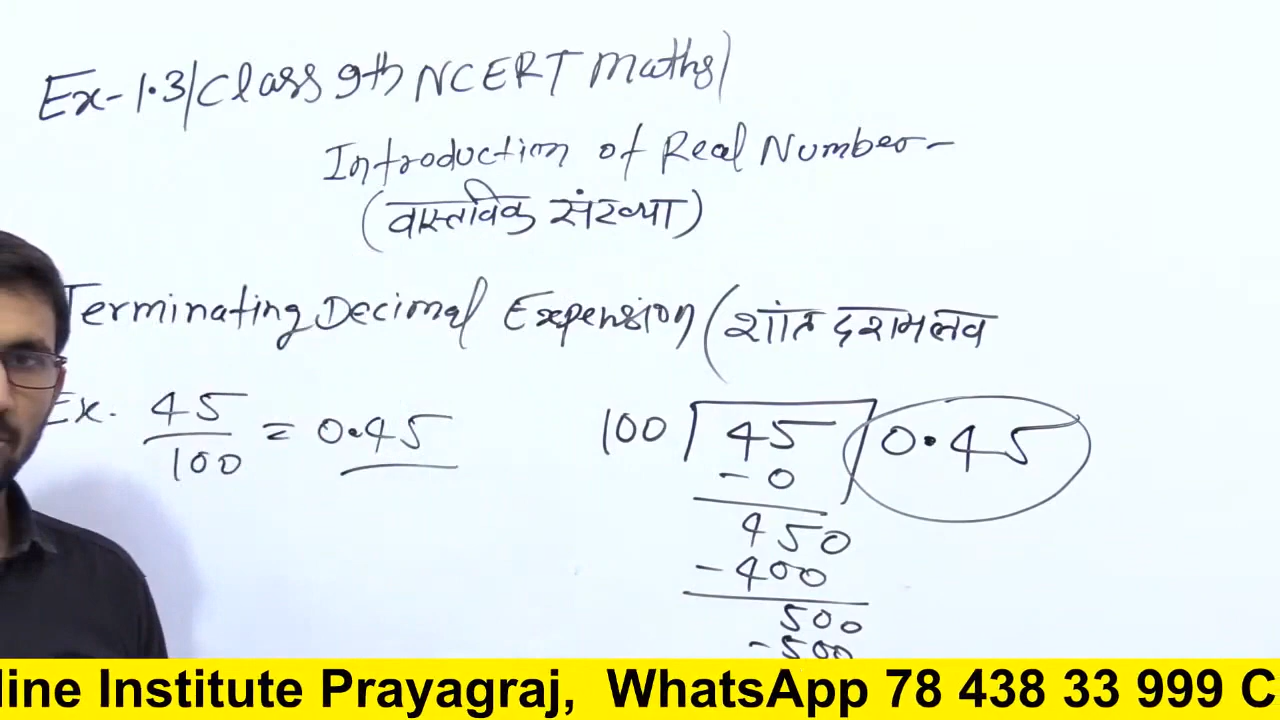 Ex-1.3/Class 9th NCERT Maths/
Introduction of Real Number-
(वास्तविक संख्या)
Terminating Decimal Expension (शांत दशमलव
Ex. 45/100 = 0.45
100 45 0.45
-0
450
-400
500
-500
line Institute Prayagraj, WhatsApp 78 438 33 999 C